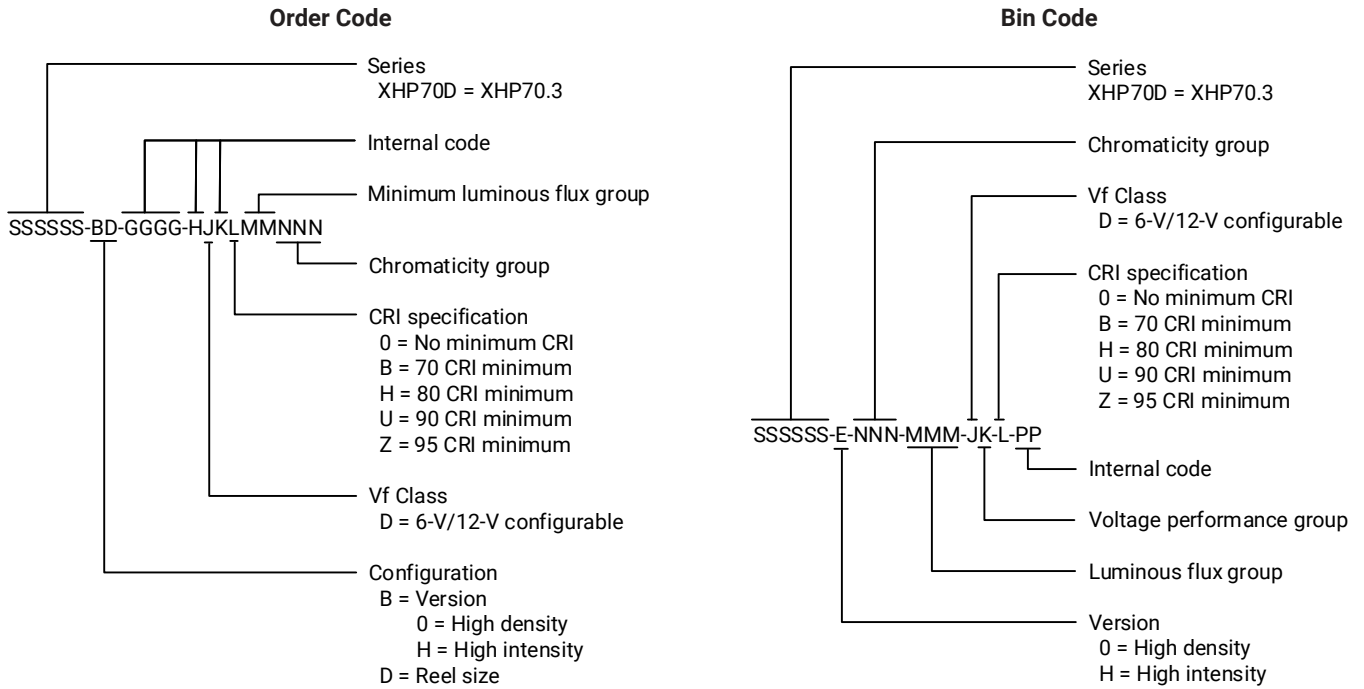 Order Code
Series
XHP70D = XHP70.3
Internal code
Minimum luminous flux group
SSSSSS-BD-GGGG-HJKLMMNNN
Chromaticity group
CRI specification
0 = No minimum CRI
B = 70 CRI minimum
H = 80 CRI minimum
U = 90 CRI minimum
Z = 95 CRI minimum
Vf Class
D = 6-V/12-V configurable
Configuration
B = Version
0 = High density
H = High intensity
D = Reel size
Bin Code
Series
XHP70D = XHP70.3
Chromaticity group
Vf Class
D = 6-V/12-V configurable
CRI specification
0 = No minimum CRI
B = 70 CRI minimum
H = 80 CRI minimum
U = 90 CRI minimum
Z = 95 CRI minimum
SSSSSS-E-NNN-MMM-JK-L-PP
Internal code
Voltage performance group
Luminous flux group
Version
0 = High density
H = High intensity